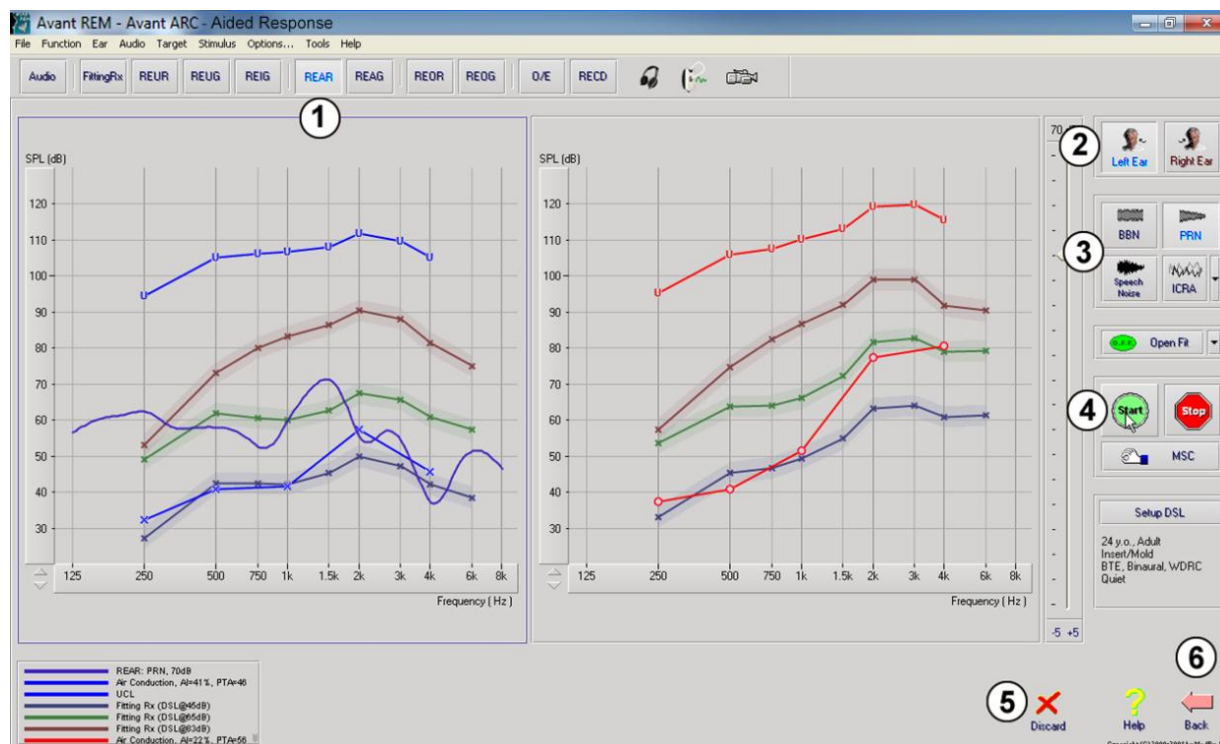 Avant REM - Avant ARC - Aided Response
File Function Ear Audio Target Stimulus Options... Tools Help
Audio FittingRx REUR REUG REIG REAR REAG REOR REOG O/E RECD
1
SPL (dB)
120
110
100
90
80
70
60
50
40
30
125 250 500 750 1k 1.5k 2k 3k 4k 6k 8k
Frequency ( Hz )
SPL (dB)
120
110
100
90
80
70
60
50
40
30
125 250 500 750 1k 1.5k 2k 3k 4k 6k 8k
Frequency ( Hz )
70
-5 +5
2
Left Ear Right Ear
3
BBN PRN
Speech Noise ICRA
Open Fit
4
Start Stop
MSC
Setup DSL
24 y.o., Adult
Insert/Mold
BTE, Binaural, WDRC
Quiet
REAR: PRN, 70dB
Air Conduction, AI=41%, PTA=46
UCL
Fitting Rx (DSL@46dB)
Fitting Rx (DSL@65dB)
Fitting Rx (DSL@83dB)
Air Conduction, AI=22%, PTA=56
5
Discard
Help
6
Back